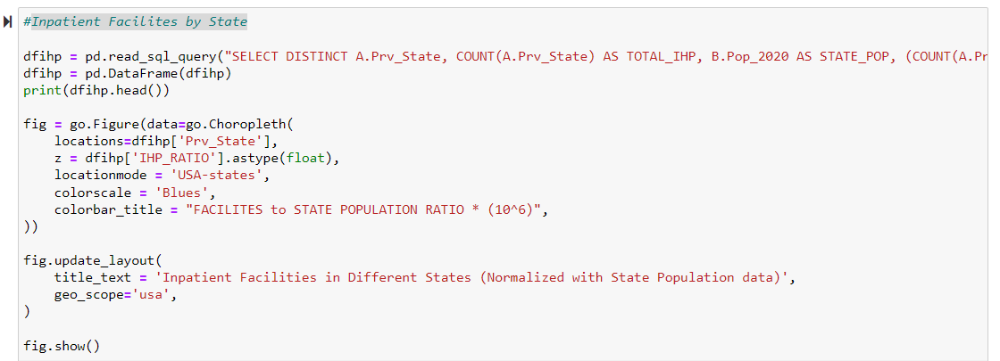 #Inpatient Facilites by State
dfihp = pd.read_sql_query("SELECT DISTINCT A.Prv_State, COUNT(A.Prv_State) AS TOTAL_IHP, B.Pop_2020 AS STATE_POP, (COUNT(A.Pr
dfihp = pd.DataFrame(dfihp)
print(dfihp.head())
fig = go.Figure(data=go.Choropleth(
    locations=dfihp['Prv_State'],
    z = dfihp['IHP_RATIO'].astype(float),
    locationmode = 'USA-states',
    colorscale = 'Blues',
    colorbar_title = "FACILITES to STATE POPULATION RATIO * (10^6)",
))
fig.update_layout(
    title_text = 'Inpatient Facilities in Different States (Normalized with State Population data)',
    geo_scope='usa',
)
fig.show()